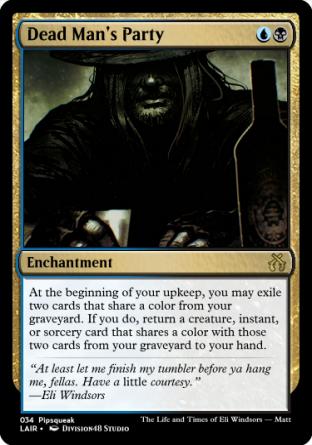 Dead Man's Party
Enchantment
At the beginning of your upkeep, you may exile
two cards that share a color from your
graveyard. If you do, return a creature, instant,
or sorcery card that shares a color with those
two cards from your graveyard to your hand.
"At least let me finish my tumbler before ya hang
me, fellas. Have a little courtesy."
—Eli Windsors
034 Pipsqueak
The Life and Times of Eli Windsors — Matt
LAIR • Division48 Studio